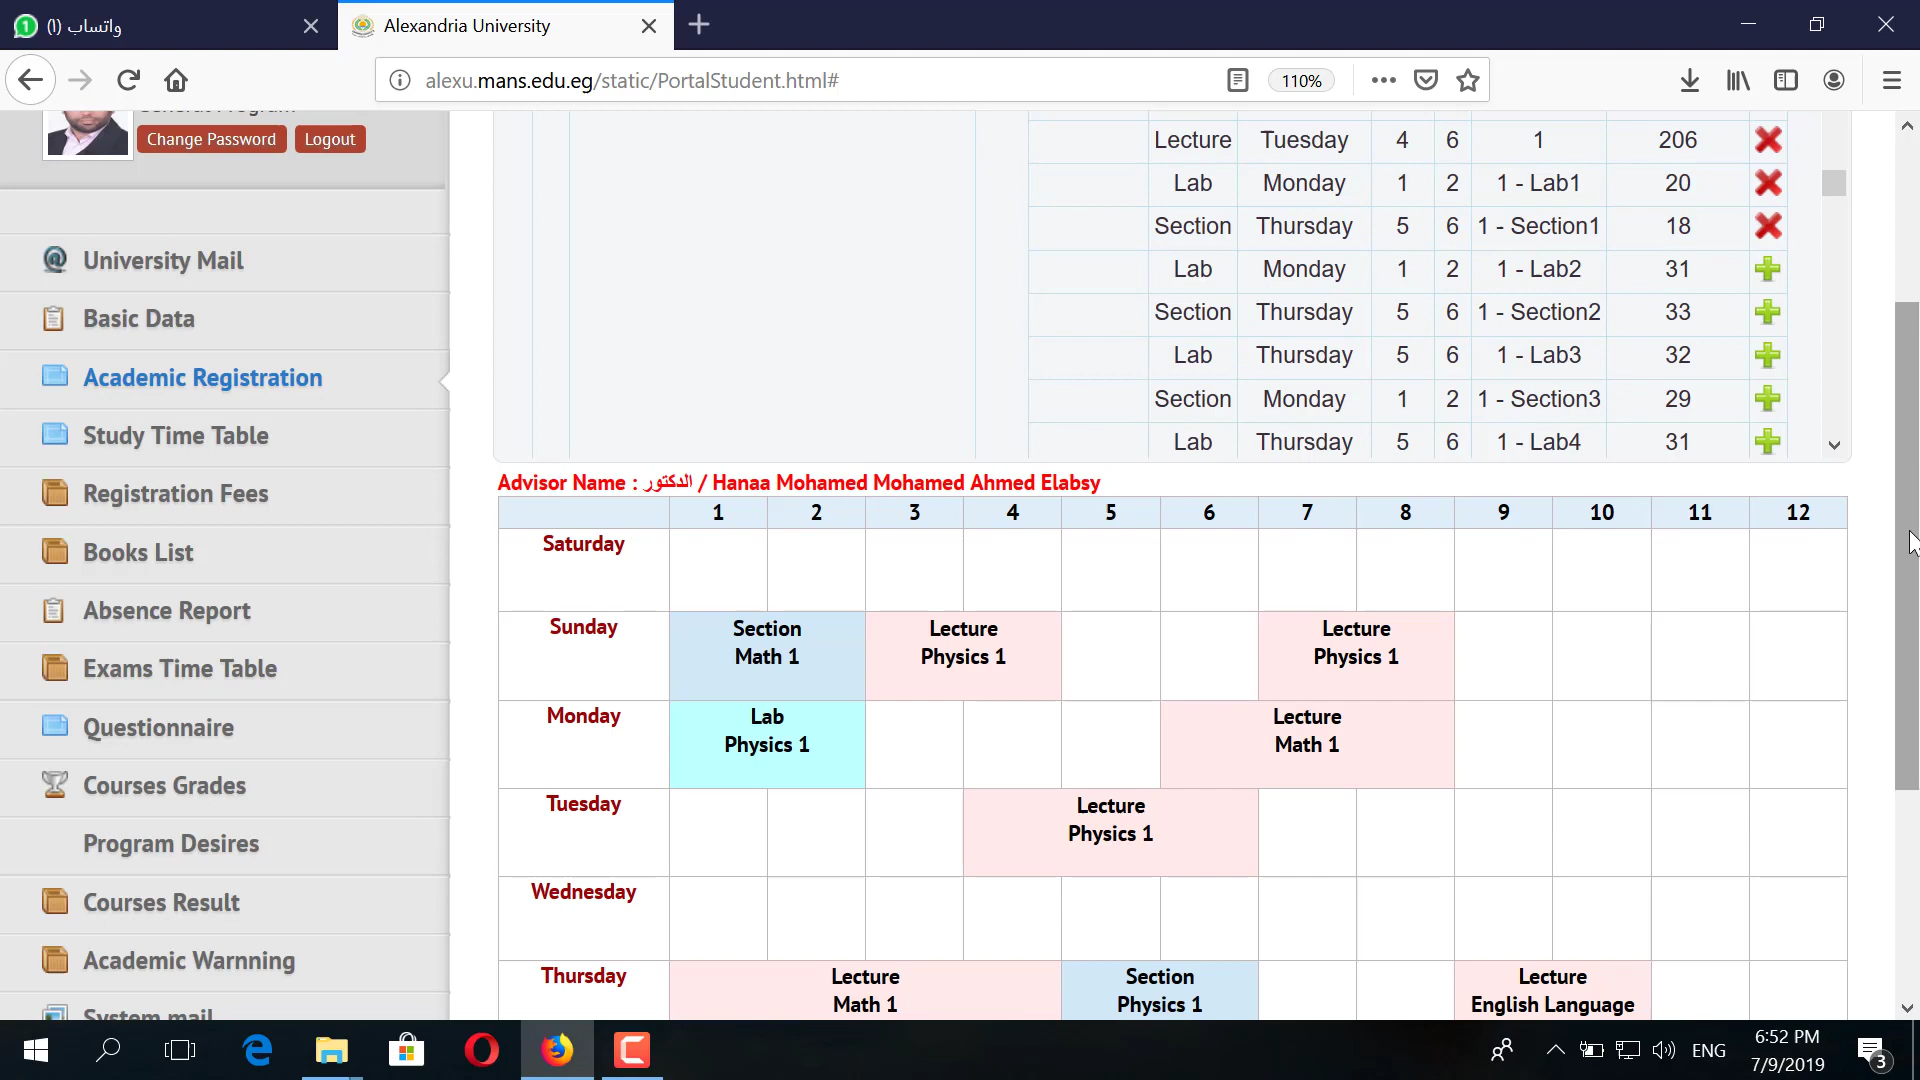 واتساب (١)
Alexandria University
alexu.mans.edu.eg/static/PortalStudent.html#
110%
General Program
Change Password
Logout
University Mail
Basic Data
Academic Registration
Study Time Table
Registration Fees
Books List
Absence Report
Exams Time Table
Questionnaire
Courses Grades
Program Desires
Courses Result
Academic Warnning
System mail
Lecture Tuesday 4 6 1 206
Lab Monday 1 2 1 - Lab1 20
Section Thursday 5 6 1 - Section1 18
Lab Monday 1 2 1 - Lab2 31
Section Thursday 5 6 1 - Section2 33
Lab Thursday 5 6 1 - Lab3 32
Section Monday 1 2 1 - Section3 29
Lab Thursday 5 6 1 - Lab4 31
Advisor Name : الدكتور / Hanaa Mohamed Mohamed Ahmed Elabsy
1 2 3 4 5 6 7 8 9 10 11 12
Saturday
Sunday
Section
Math 1
Lecture
Physics 1
Lecture
Physics 1
Monday
Lab
Physics 1
Lecture
Math 1
Tuesday
Lecture
Physics 1
Wednesday
Thursday
Lecture
Math 1
Section
Physics 1
Lecture
English Language
ENG
6:52 PM
7/9/2019
3